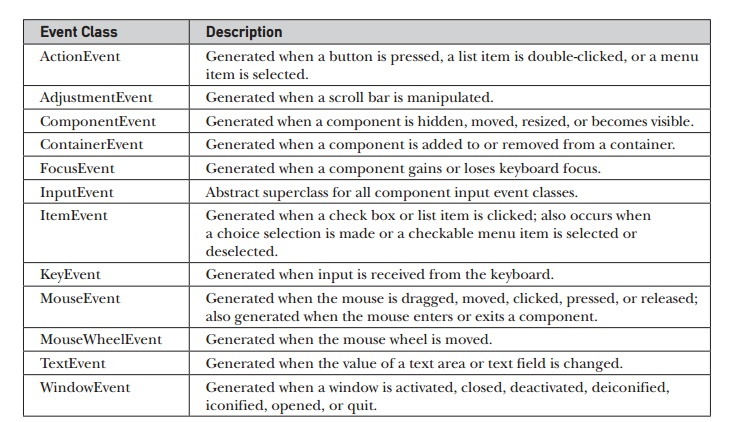 Event Class Description
ActionEvent Generated when a button is pressed, a list item is double-clicked, or a menu
item is selected.
AdjustmentEvent Generated when a scroll bar is manipulated.
ComponentEvent Generated when a component is hidden, moved, resized, or becomes visible.
ContainerEvent Generated when a component is added to or removed from a container.
FocusEvent Generated when a component gains or loses keyboard focus.
InputEvent Abstract superclass for all component input event classes.
ItemEvent Generated when a check box or list item is clicked; also occurs when
a choice selection is made or a checkable menu item is selected or
deselected.
KeyEvent Generated when input is received from the keyboard.
MouseEvent Generated when the mouse is dragged, moved, clicked, pressed, or released;
also generated when the mouse enters or exits a component.
MouseWheelEvent Generated when the mouse wheel is moved.
TextEvent Generated when the value of a text area or text field is changed.
WindowEvent Generated when a window is activated, closed, deactivated, deiconified,
iconified, opened, or quit.